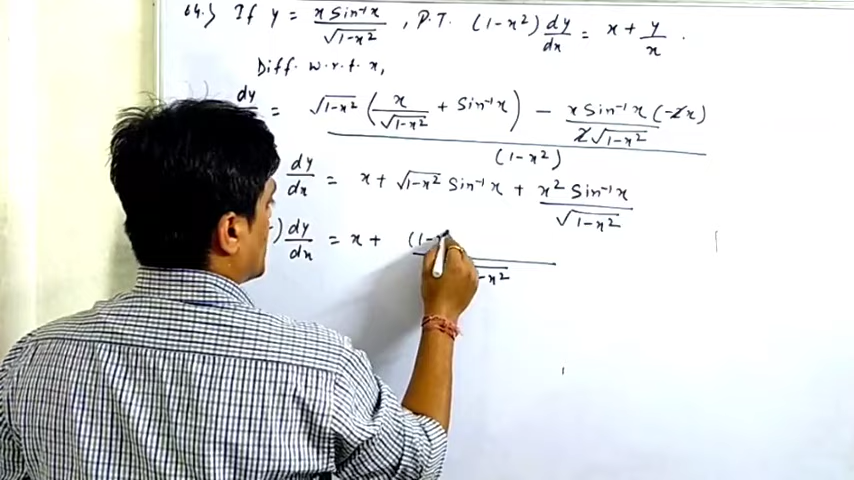 64.) If y = x Sin⁻¹x / √(1-x²) , P.T. (1-x²) dy/dx = x + y/x .
Diff. w.r.t. x,
dy = √(1-x²) ( x/√(1-x²) + Sin⁻¹x ) - x Sin⁻¹x (-2x) / 2√(1-x²)
(1-x²)
dy/dx = x + √(1-x²) Sin⁻¹x + x² Sin⁻¹x / √(1-x²)
) dy/dx = x + (1-x
-x²